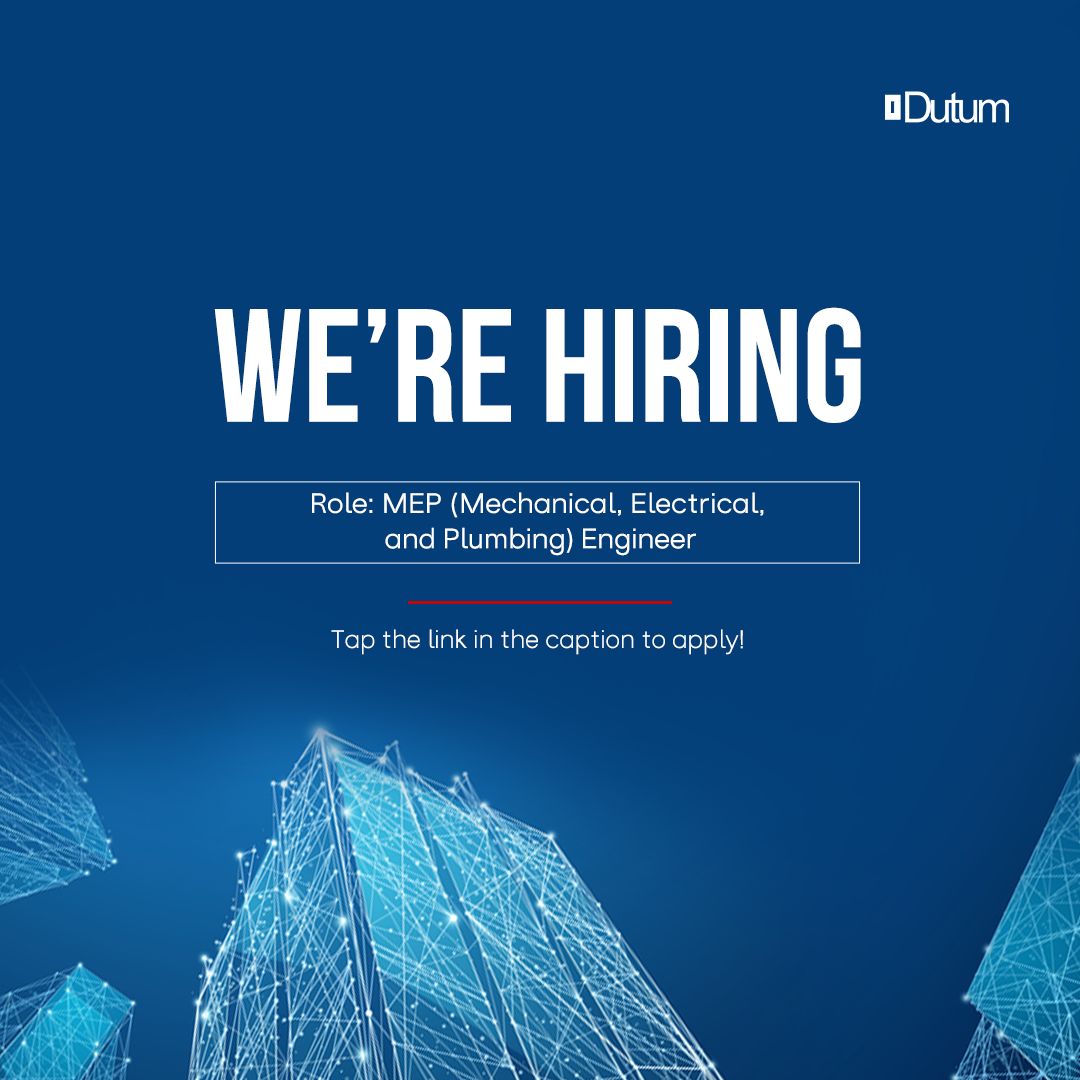 Dutum
WE’RE HIRING
Role: MEP (Mechanical, Electrical,
and Plumbing) Engineer
Tap the link in the caption to apply!